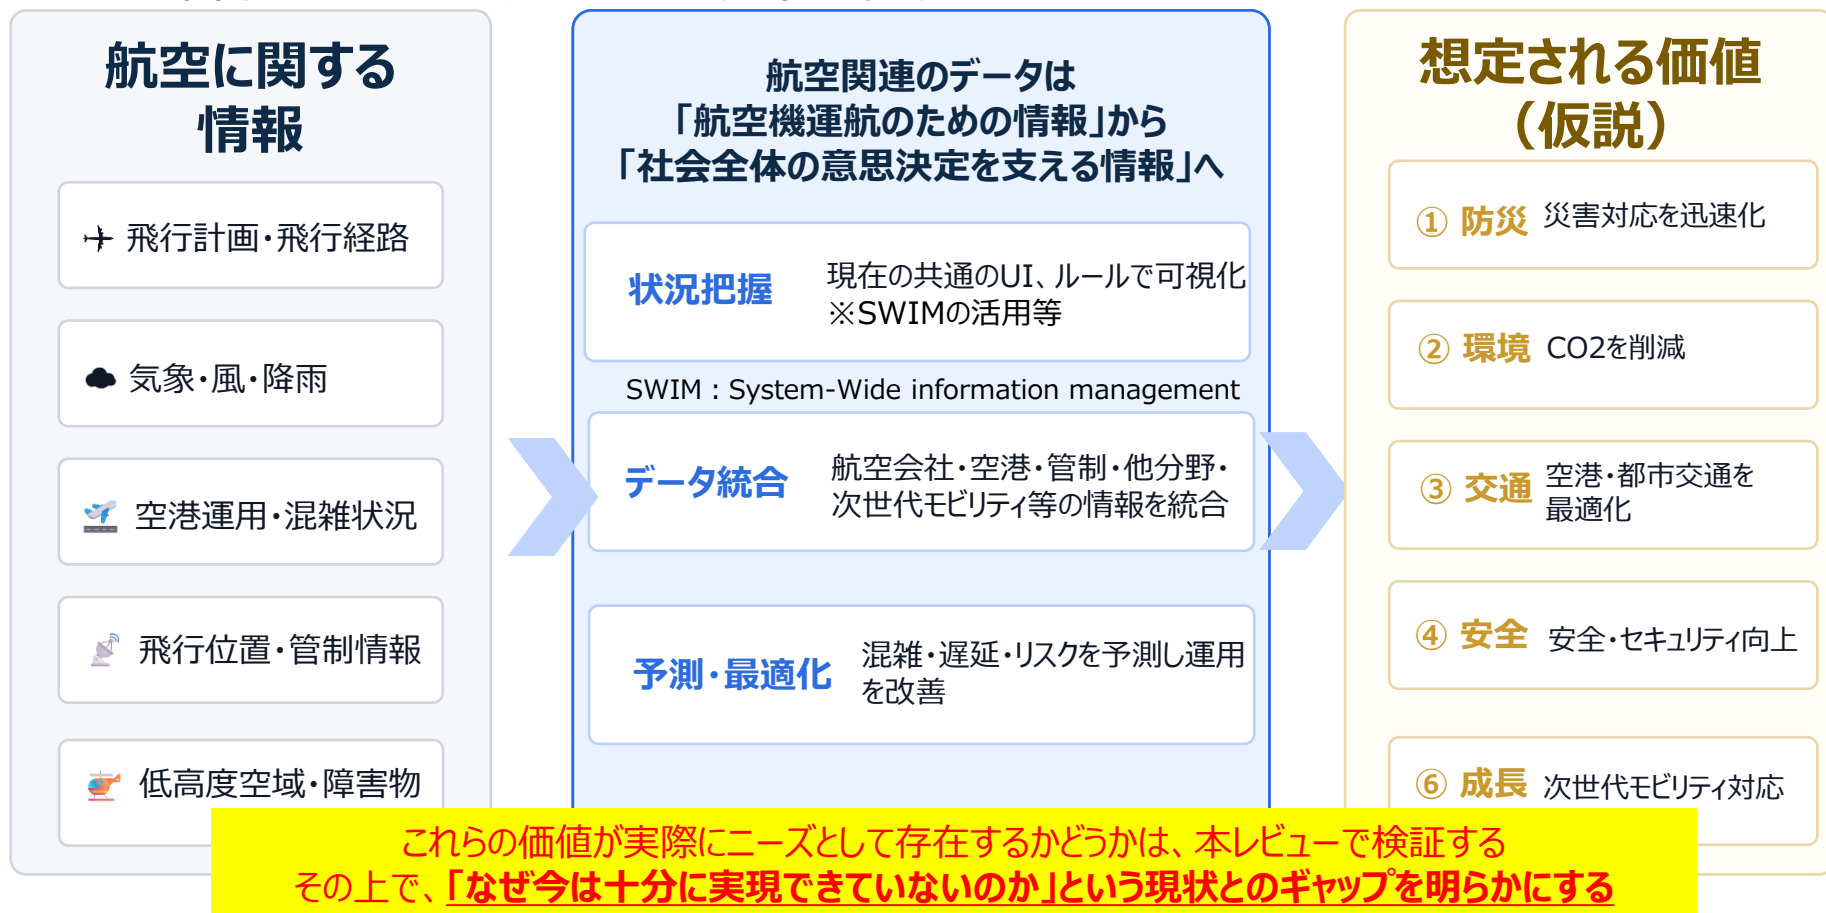 航空に関する
情報
飛行計画・飛行経路
気象・風・降雨
空港運用・混雑状況
飛行位置・管制情報
低高度空域・障害物
航空関連のデータは
「航空機運航のための情報」から
「社会全体の意思決定を支える情報」へ
状況把握
現在の共通のUI、ルールで可視化
※SWIMの活用等
SWIM：System-Wide information management
データ統合
航空会社・空港・管制・他分野・
次世代モビリティ等の情報を統合
予測・最適化
混雑・遅延・リスクを予測し運用
を改善
想定される価値
（仮説）
① 防災 災害対応を迅速化
② 環境 CO2を削減
③ 交通 空港・都市交通を
最適化
④ 安全 安全・セキュリティ向上
⑥ 成長 次世代モビリティ対応
これらの価値が実際にニーズとして存在するかどうかは、本レビューで検証する
その上で、「なぜ今は十分に実現できていないのか」という現状とのギャップを明らかにする